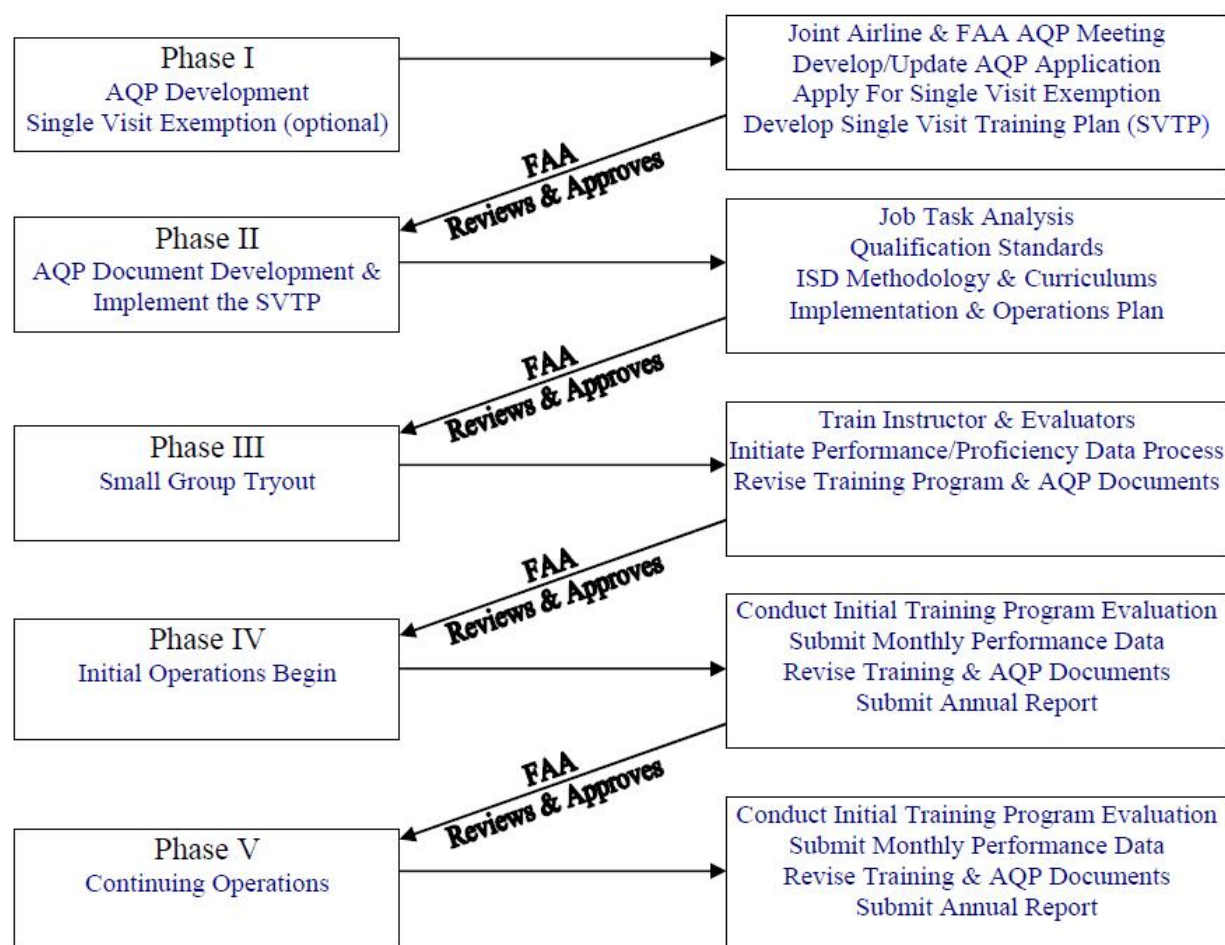 Phase I
AQP Development
Single Visit Exemption (optional)
Joint Airline & FAA AQP Meeting
Develop/Update AQP Application
Apply For Single Visit Exemption
Develop Single Visit Training Plan (SVTP)
FAA
Reviews & Approves
Phase II
AQP Document Development &
Implement the SVTP
Job Task Analysis
Qualification Standards
ISD Methodology & Curriculums
Implementation & Operations Plan
FAA
Reviews & Approves
Phase III
Small Group Tryout
Train Instructor & Evaluators
Initiate Performance/Proficiency Data Process
Revise Training Program & AQP Documents
FAA
Reviews & Approves
Phase IV
Initial Operations Begin
Conduct Initial Training Program Evaluation
Submit Monthly Performance Data
Revise Training & AQP Documents
Submit Annual Report
FAA
Reviews & Approves
Phase V
Continuing Operations
Conduct Initial Training Program Evaluation
Submit Monthly Performance Data
Revise Training & AQP Documents
Submit Annual Report